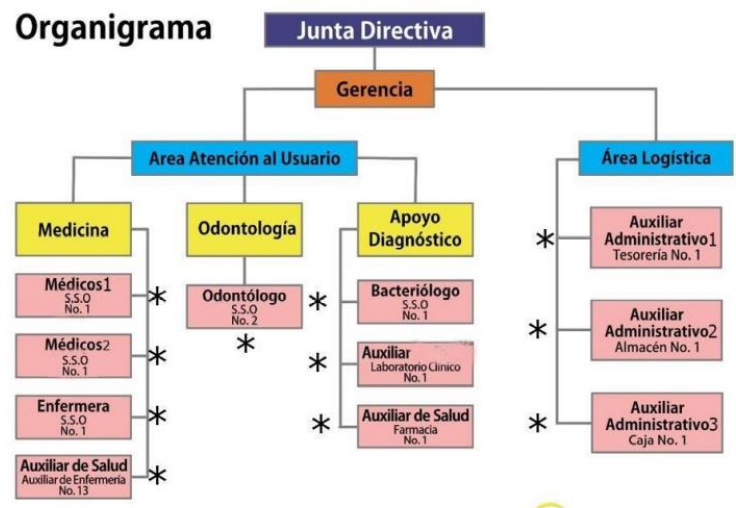 Organigrama
Junta Directiva
Gerencia
Area Atención al Usuario
Área Logística
Medicina
Odontología
Apoyo
Diagnóstico
Médicos1
S.S.O
No. 1
Médicos2
S.S.O
No. 1
Enfermera
S.S.O
No. 1
Auxiliar de Salud
Auxiliar de Enfermería
No. 13
Odontólogo
S.S.O
No. 2
Bacteriólogo
S.S.O
No. 1
Auxiliar
Laboratorio Clínico
No.1
Auxiliar de Salud
Farmacia
No. 1
Auxiliar
Administrativo1
Tesorería No. 1
Auxiliar
Administrativo2
Almacén No. 1
Auxiliar
Administrativo3
Caja No. 1